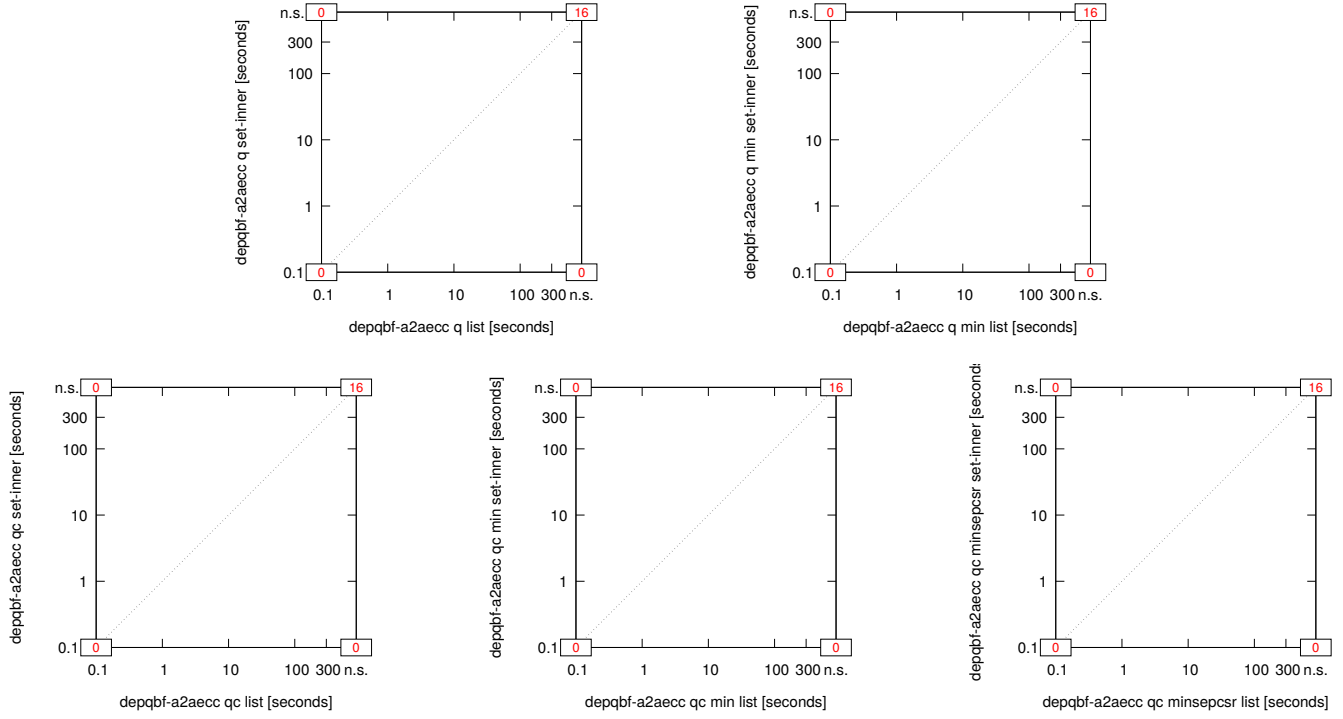 n.s. 0 16
300
100
10
1
0.1 0 0
0.1 1 10 100 300 n.s.
depqbf-a2aecc q set-inner [seconds]
depqbf-a2aecc q list [seconds]
n.s. 0 16
300
100
10
1
0.1 0 0
0.1 1 10 100 300 n.s.
depqbf-a2aecc q min set-inner [seconds]
depqbf-a2aecc q min list [seconds]
n.s. 0 16
300
100
10
1
0.1 0 0
0.1 1 10 100 300 n.s.
depqbf-a2aecc qc set-inner [seconds]
depqbf-a2aecc qc list [seconds]
n.s. 0 16
300
100
10
1
0.1 0 0
0.1 1 10 100 300 n.s.
depqbf-a2aecc qc min set-inner [seconds]
depqbf-a2aecc qc min list [seconds]
n.s. 0 16
300
100
10
1
0.1 0 0
0.1 1 10 100 300 n.s.
depqbf-a2aecc qc minsepcsr set-inner [second
depqbf-a2aecc qc minsepcsr list [seconds]